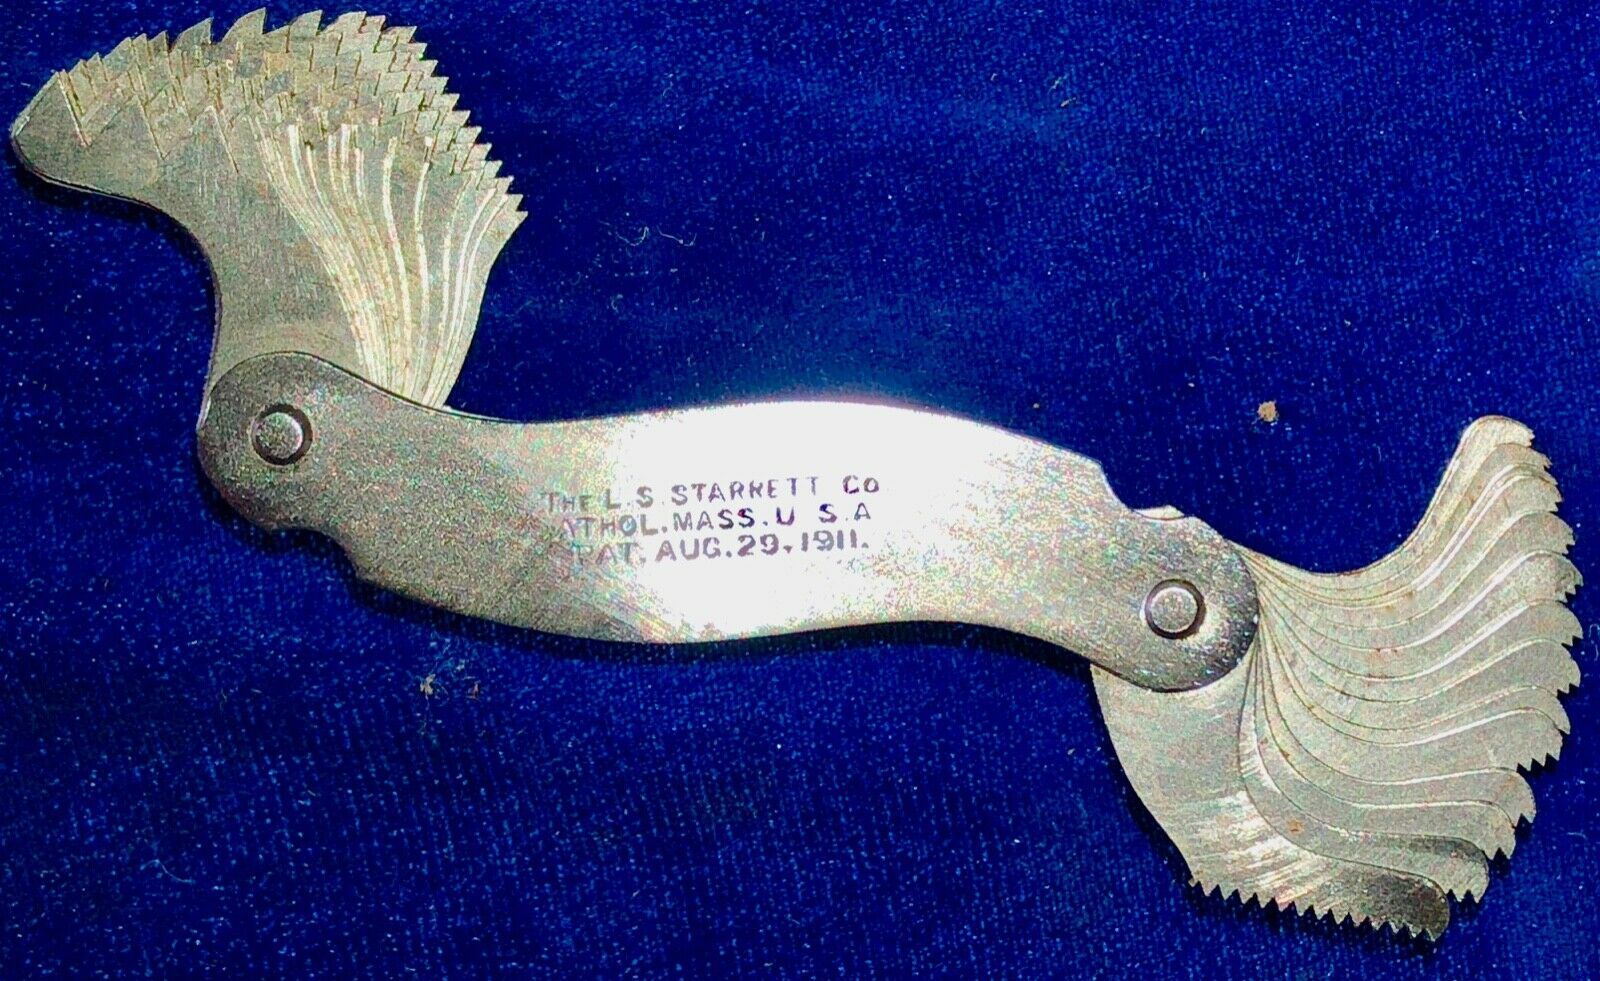 THE L.S. STARRETT CO
ATHOL, MASS. U S.A
PAT. AUG. 29, 1911.